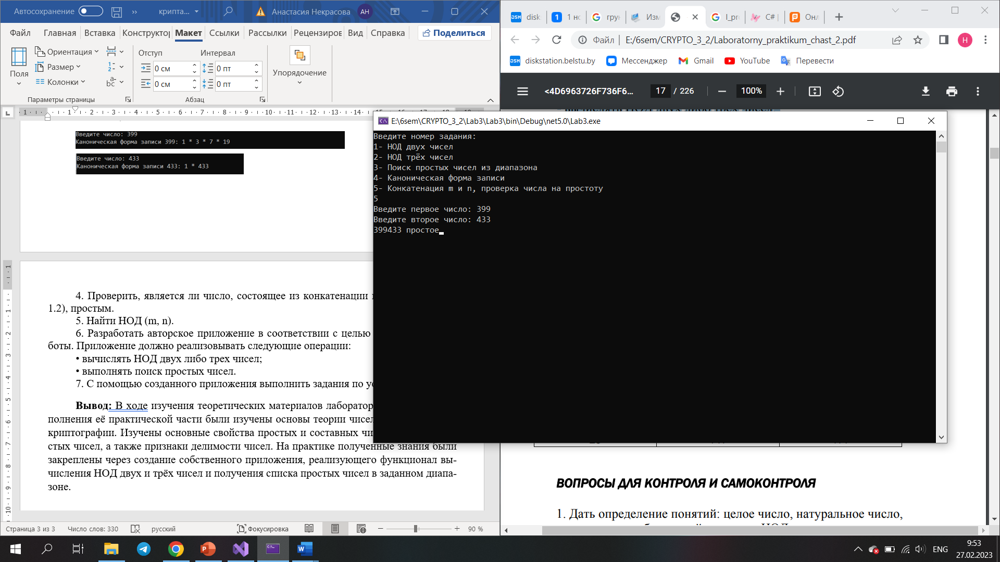 Автосохранение
крипта...
Анастасия Некрасова
АН
Файл Главная Вставка Конструктор Макет Ссылки Рассылки Рецензиров Вид Справка Поделиться
Поля
Ориентация
Размер
Колонки
Отступ
Интервал
0 см
0 пт
0 см
0 пт
Упорядочение
Параметры страницы
Абзац
Введите число: 399
Каноническая форма записи 399: 1 * 3 * 7 * 19
Введите число: 433
Каноническая форма записи 433: 1 * 433
4. Проверить, является ли число, состоящее из конкатенации
1.2), простым.
5. Найти НОД (m, n).
6. Разработать авторское приложение в соответствии с целью
боты. Приложение должно реализовывать следующие операции:
• вычислять НОД двух либо трех чисел;
• выполнять поиск простых чисел.
7. С помощью созданного приложения выполнить задания по ус
Вывод: В ходе изучения теоретических материалов лаборатор
полнения её практической части были изучены основы теории чисел
криптографии. Изучены основные свойства простых и составных чи
стых чисел, а также признаки делимости чисел. На практике полученные знания были
закреплены через создание собственного приложения, реализующего функционал вы-
числения НОД двух и трёх чисел и получения списка простых чисел в заданном диапа-
зоне.
Страница 3 из 3 Число слов: 330 русский Фокусировка 90 %
disk
1 нс
грун
Изм
I_pr
C# |
Онл
Файл | E:/6sem/CRYPTO_3_2/Laboratorny_praktikum_chast_2.pdf
Н
diskstation.belstu.by Мессенджер Gmail YouTube Перевести
<4D6963726F736F6... 17 / 226 100%
E:\6sem\CRYPTO_3_2\Lab3\Lab3\bin\Debug\net5.0\Lab3.exe
Введите номер задания:
1- НОД двух чисел
2- НОД трёх чисел
3- Поиск простых чисел из диапазона
4- Каноническая форма записи
5- Конкатенация m и n, проверка числа на простоту
5
Введите первое число: 399
Введите второе число: 433
399433 простое
ВОПРОСЫ ДЛЯ КОНТРОЛЯ И САМОКОНТРОЛЯ
1. Дать определение понятий: целое число, натуральное число,
ENG
9:53
27.02.2023